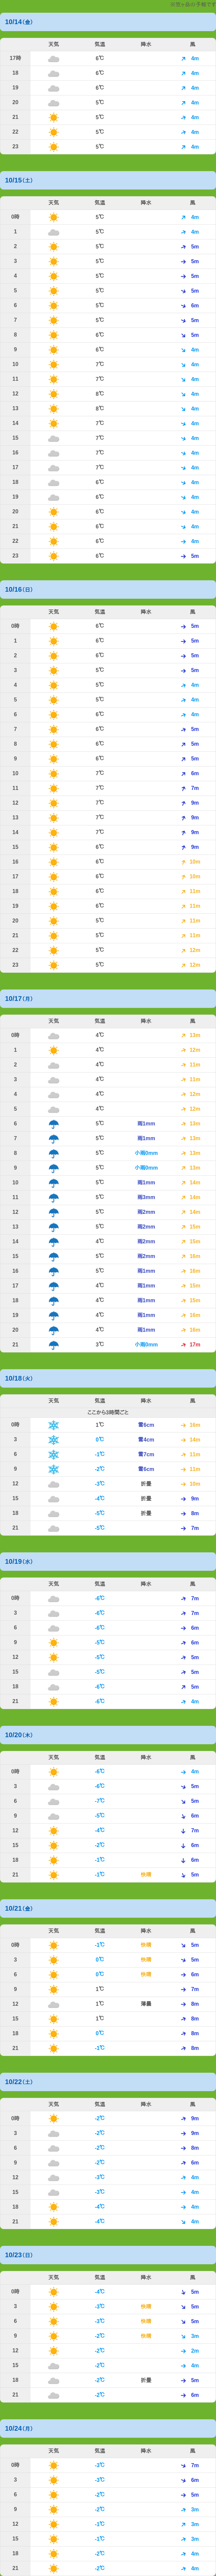 10/14(金)
天気 気温 降水 風
17時 6℃ 4m
18 6℃ 4m
19 6℃ 4m
20 5℃ 4m
21 5℃ 4m
22 5℃ 4m
23 6℃ 4m
10/15(土)
天気 気温 降水 風
0時 5℃ 4m
1 5℃ 4m
2 5℃ 5m
3 5℃ 5m
4 5℃ 5m
5 5℃ 5m
6 5℃ 6m
7 5℃ 5m
8 6℃ 5m
9 6℃ 4m
10 7℃ 4m
11 7℃ 4m
12 8℃ 4m
13 8℃ 4m
14 7℃ 4m
15 7℃ 4m
16 7℃ 4m
17 7℃ 4m
18 6℃ 4m
19 6℃ 4m
20 6℃ 4m
21 6℃ 4m
22 6℃ 4m
23 6℃ 5m
10/16(日)
天気 気温 降水 風
0時 6℃ 5m
1 5℃ 5m
2 5℃ 5m
3 5℃ 5m
4 5℃ 4m
5 5℃ 4m
6 6℃ 4m
7 6℃ 5m
8 6℃ 5m
9 6℃ 5m
10 7℃ 6m
11 7℃ 7m
12 7℃ 9m
13 7℃ 9m
14 7℃ 9m
15 6℃ 9m
16 6℃ 10m
17 6℃ 10m
18 6℃ 11m
19 6℃ 11m
20 5℃ 11m
21 5℃ 11m
22 5℃ 12m
23 5℃ 12m
10/17(月)
天気 気温 降水 風
0時 4℃ 13m
1 4℃ 12m
2 4℃ 11m
3 4℃ 11m
4 4℃ 12m
5 4℃ 12m
6 5℃ 雨1mm 13m
7 5℃ 雨1mm 13m
8 5℃ 小雨0mm 13m
9 5℃ 小雨0mm 13m
10 5℃ 雨1mm 14m
11 5℃ 雨3mm 14m
12 5℃ 雨2mm 14m
13 5℃ 雨2mm 15m
14 4℃ 雨2mm 15m
15 4℃ 雨2mm 16m
16 5℃ 雨1mm 16m
17 4℃ 雨1mm 15m
18 4℃ 雨1mm 15m
19 4℃ 雨1mm 16m
20 4℃ 雨1mm 16m
21 3℃ 小雨0mm 17m
10/18(火)
天気 気温 降水 風
ここから3時間ごと
0時 1℃ 雪6cm 16m
3 0℃ 雪4cm 14m
6 -1℃ 雪7cm 11m
9 -2℃ 雪6cm 11m
12 -3℃ 折曇 10m
15 -4℃ 折曇 9m
18 -5℃ 折曇 8m
21 -5℃ 7m
10/19(水)
天気 気温 降水 風
0時 -6℃ 7m
3 -6℃ 7m
6 -6℃ 6m
9 -5℃ 6m
12 -5℃ 5m
15 -5℃ 5m
18 -6℃ 5m
21 -6℃ 4m
10/20(木)
天気 気温 降水 風
0時 -6℃ 4m
3 -6℃ 5m
6 -7℃ 5m
9 -5℃ 6m
12 -4℃ 7m
15 -2℃ 6m
18 -1℃ 6m
21 -1℃ 快晴 5m
10/21(金)
天気 気温 降水 風
0時 -1℃ 快晴 5m
3 0℃ 快晴 5m
6 0℃ 快晴 6m
9 1℃ 7m
12 1℃ 薄曇 8m
15 1℃ 8m
18 0℃ 8m
21 -1℃ 8m
10/22(土)
天気 気温 降水 風
0時 -2℃ 9m
3 -2℃ 9m
6 -2℃ 8m
9 -2℃ 6m
12 -3℃ 4m
15 -3℃ 4m
18 -4℃ 4m
21 -4℃ 4m
10/23(日)
天気 気温 降水 風
0時 -4℃ 5m
3 -3℃ 快晴 5m
6 -3℃ 快晴 5m
9 -2℃ 快晴 3m
12 -2℃ 2m
15 -2℃ 4m
18 -2℃ 折曇 5m
21 -2℃ 6m
10/24(月)
天気 気温 降水 風
0時 -3℃ 7m
3 -3℃ 6m
6 -2℃ 5m
9 -2℃ 3m
12 -1℃ 3m
15 -1℃ 3m
18 -2℃ 4m
21 -2℃ 4m